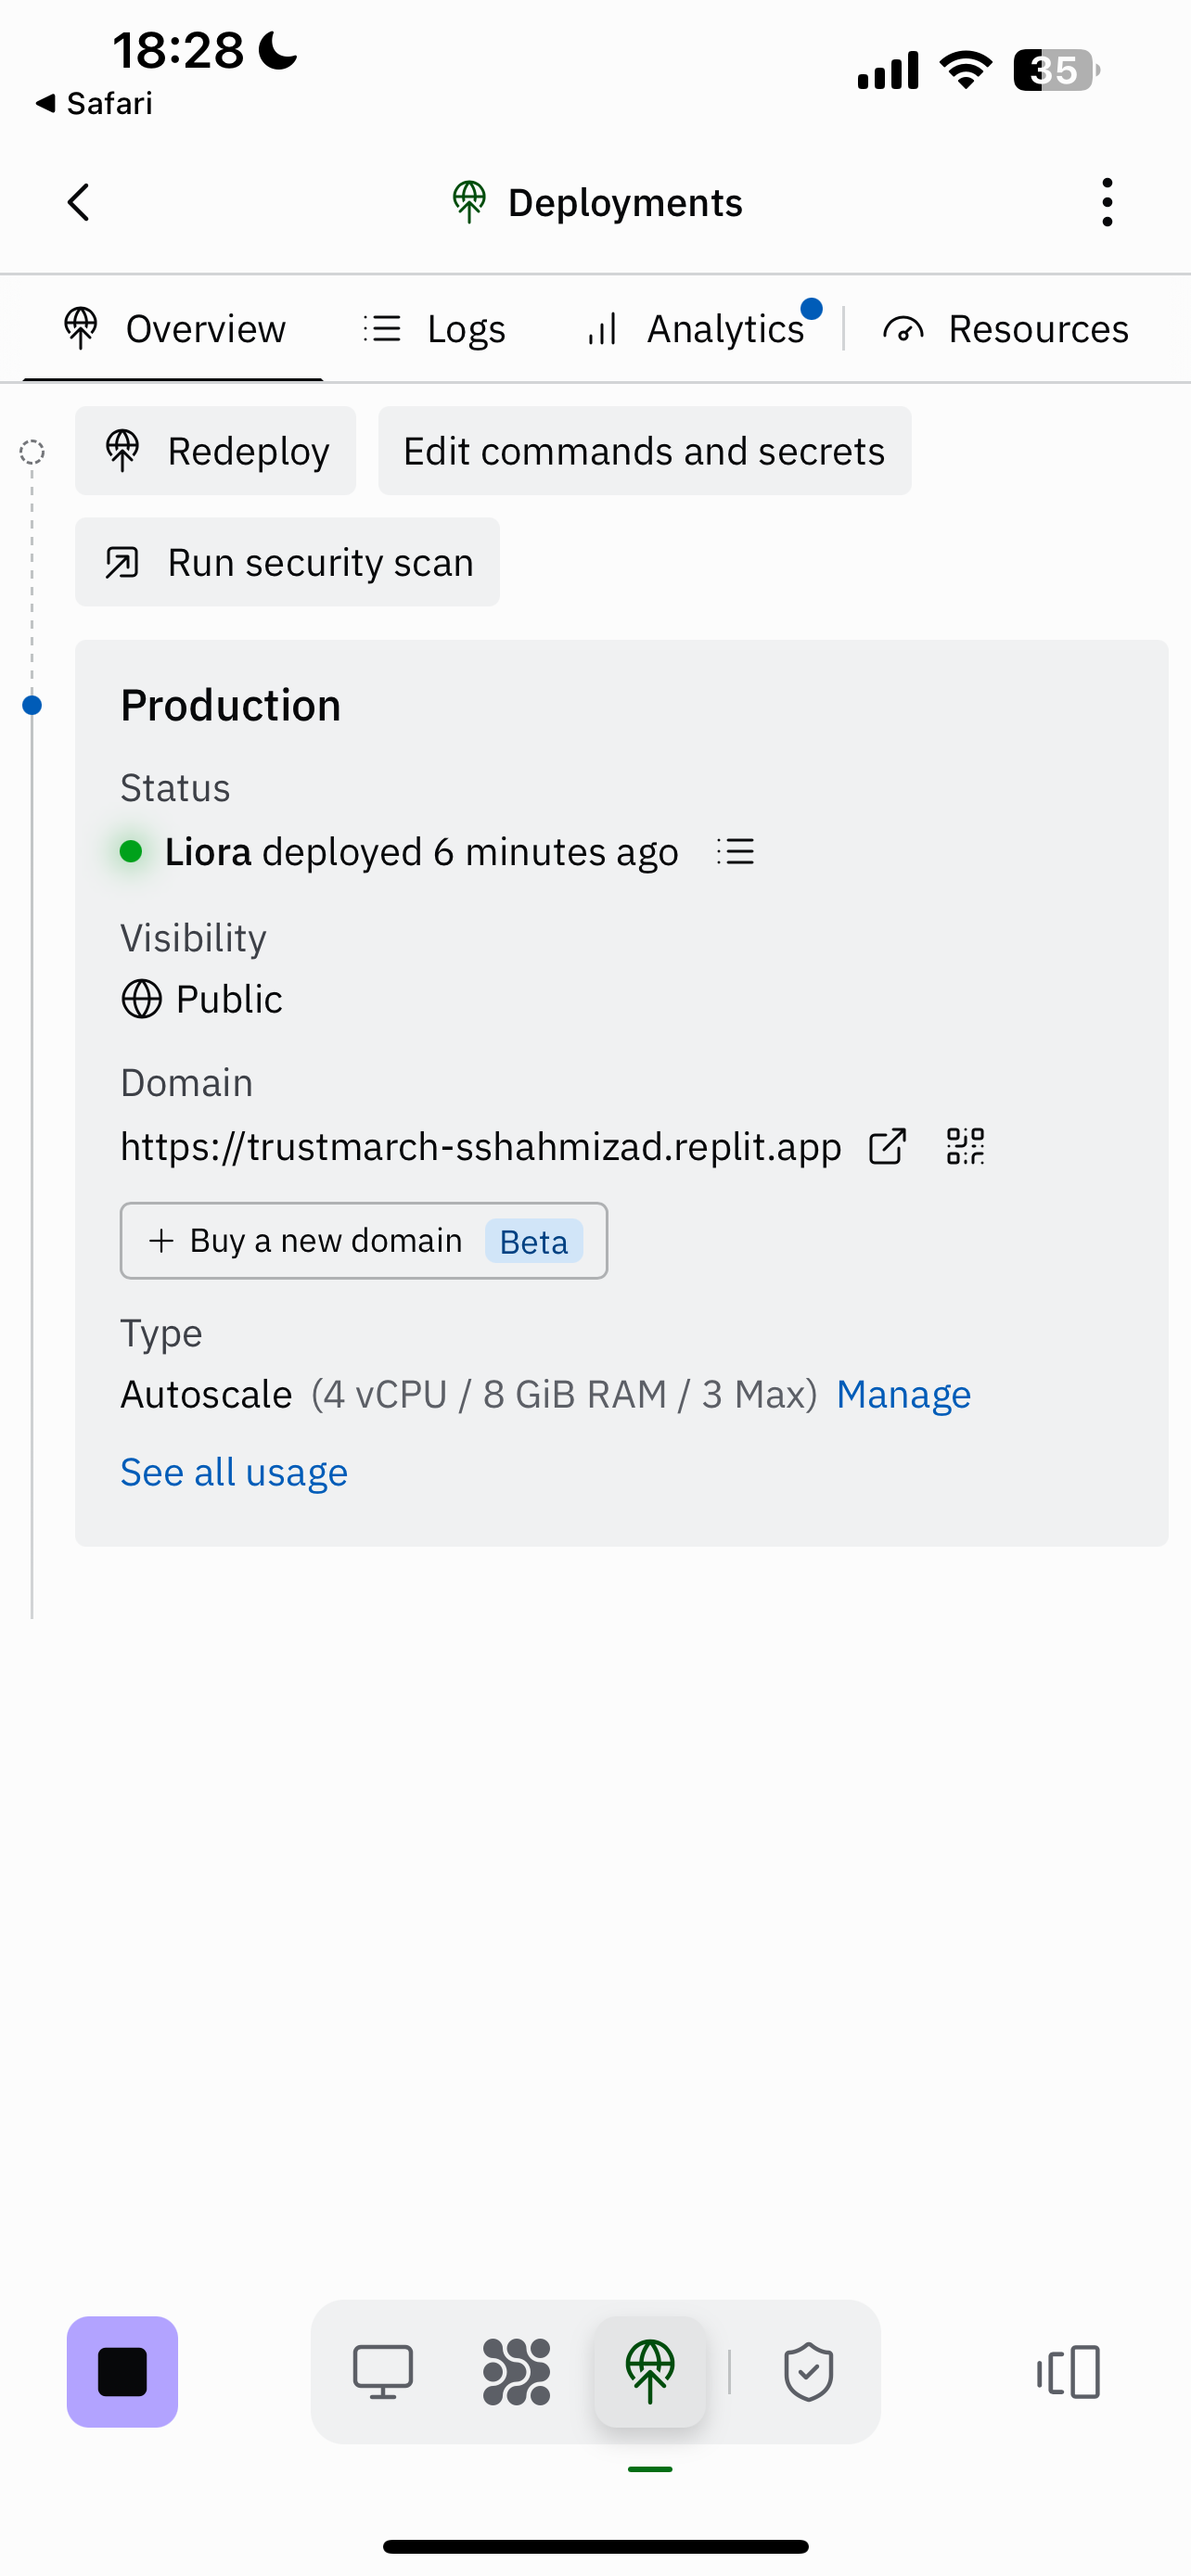 18:28
35
Safari
Deployments
Overview
Logs
Analytics
Resources
Redeploy
Edit commands and secrets
Run security scan
Production
Status
Liora deployed 6 minutes ago
Visibility
Public
Domain
https://trustmarch-sshahmizad.replit.app
+ Buy a new domain Beta
Type
Autoscale (4 vCPU / 8 GiB RAM / 3 Max) Manage
See all usage